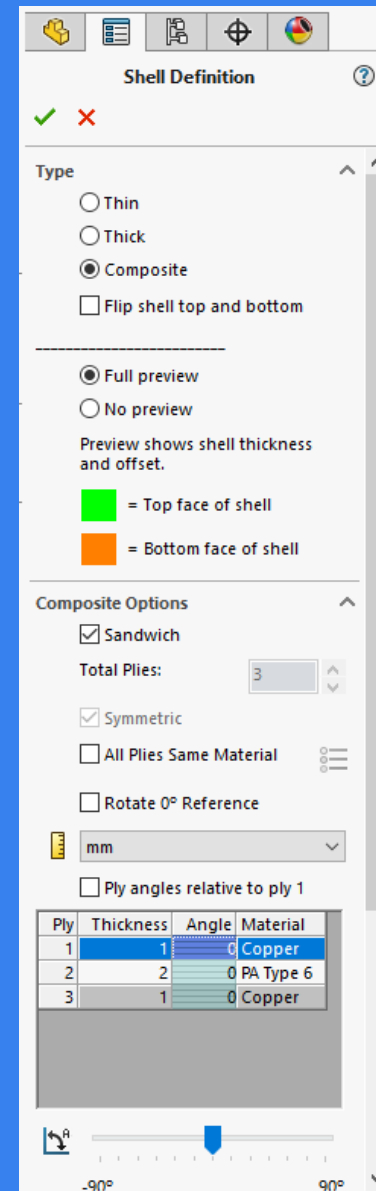 Shell Definition
Type
Thin
Thick
Composite
Flip shell top and bottom
Full preview
No preview
Preview shows shell thickness
and offset.
= Top face of shell
= Bottom face of shell
Composite Options
Sandwich
Total Plies: 3
Symmetric
All Plies Same Material
Rotate 0º Reference
mm
Ply angles relative to ply 1
Ply Thickness Angle Material
1 1 0 Copper
2 2 0 PA Type 6
3 1 0 Copper
A
-90º 90º